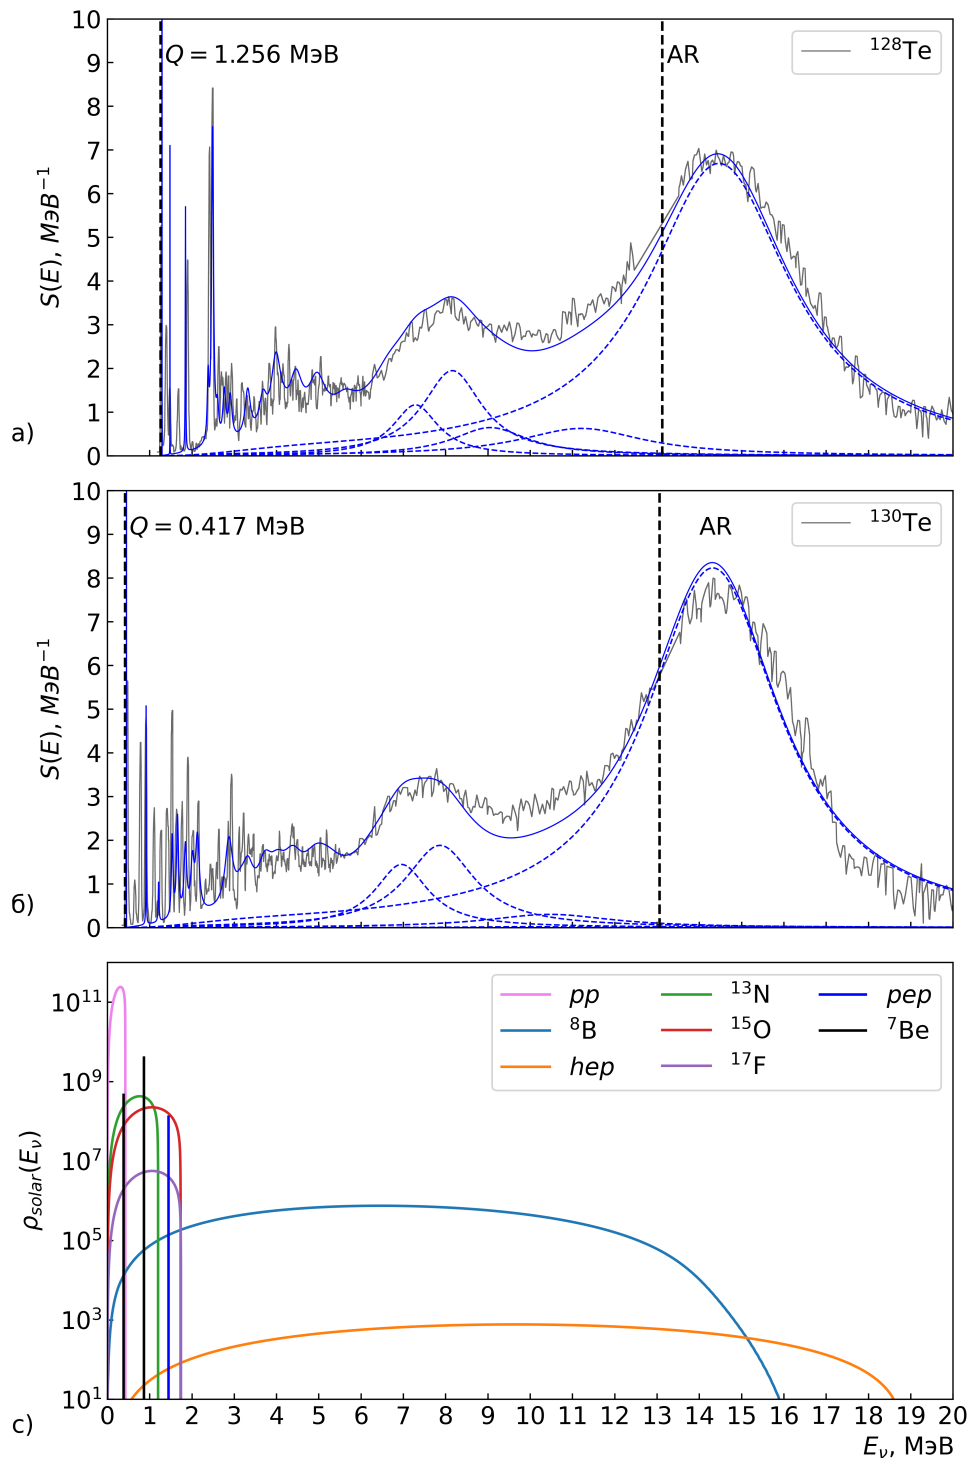 10
9
8
7
6
5
4
3
2
1
0
S(E), МэВ⁻¹
Q = 1.256 МэВ
AR
¹²⁸Te
а)
10
9
8
7
6
5
4
3
2
1
0
S(E), МэВ⁻¹
Q = 0.417 МэВ
AR
¹³⁰Te
б)
10¹¹
10⁹
10⁷
10⁵
10³
10¹
ρsolar(Eν)
pp ¹³N pep
⁸B ¹⁵O ⁷Be
hep ¹⁷F
0 1 2 3 4 5 6 7 8 9 10 11 12 13 14 15 16 17 18 19 20
с)
Eν, МэВ